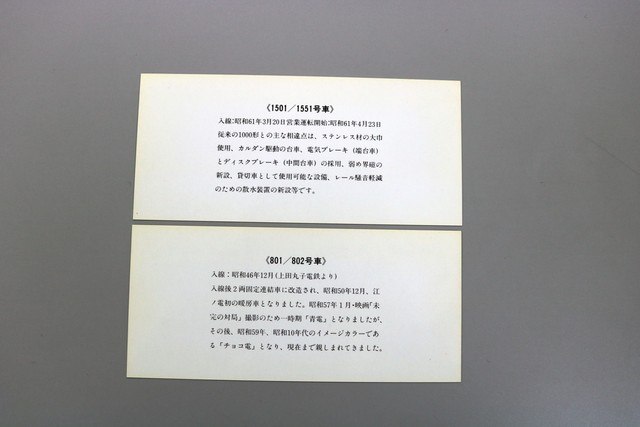 《1501／1551号車》
入線:昭和61年3月20日営業運転開始:昭和61年4月23日
従来の1000形との主な相違点は、ステンレス材の大巾
使用、カルダン駆動の台車、電気ブレーキ（端台車）
とディスクブレーキ（中間台車）の採用、弱め界磁の
新設、貸切車として使用可能な設備、レール騒音軽減
のための散水装置の新設等です。
《801／802号車》
入線：昭和46年12月(上田丸子電鉄より)
入線後２両固定連結車に改造され、昭和50年12月、江
ノ電初の暖房車となりました。昭和57年１月・映画「未
完の対局」撮影のため一時期「青電」となりましたが、
その後、昭和59年、昭和10年代のイメージカラーであ
る「チョコ電」となり、現在まで親しまれてきました。